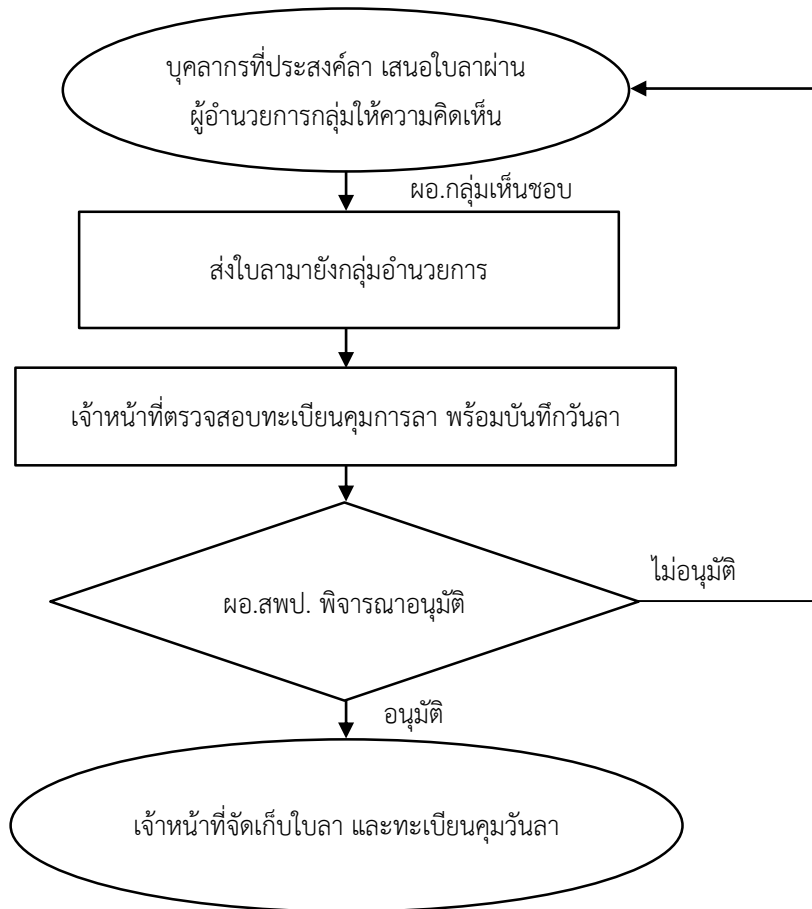 บุคลากรที่ประสงค์ลา เสนอใบลาผ่าน
ผู้อำนวยการกลุ่มให้ความคิดเห็น
ผอ.กลุ่มเห็นชอบ
ส่งใบลามายังกลุ่มอำนวยการ
เจ้าหน้าที่ตรวจสอบทะเบียนคุมการลา พร้อมบันทึกวันลา
ไม่อนุมัติ
ผอ.สพป. พิจารณาอนุมัติ
อนุมัติ
เจ้าหน้าที่จัดเก็บใบลา และทะเบียนคุมวันลา